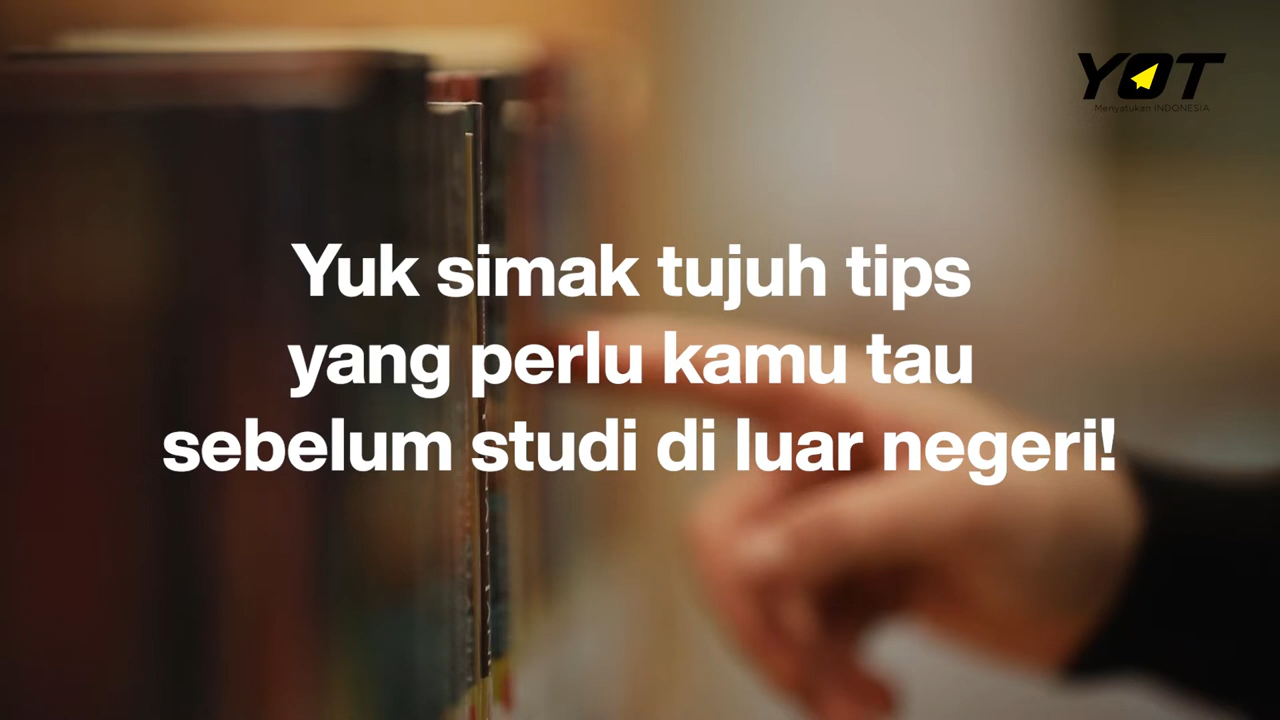 YOT
Menyatukan INDONESIA
Yuk simak tujuh tips
yang perlu kamu tau
sebelum studi di luar negeri!